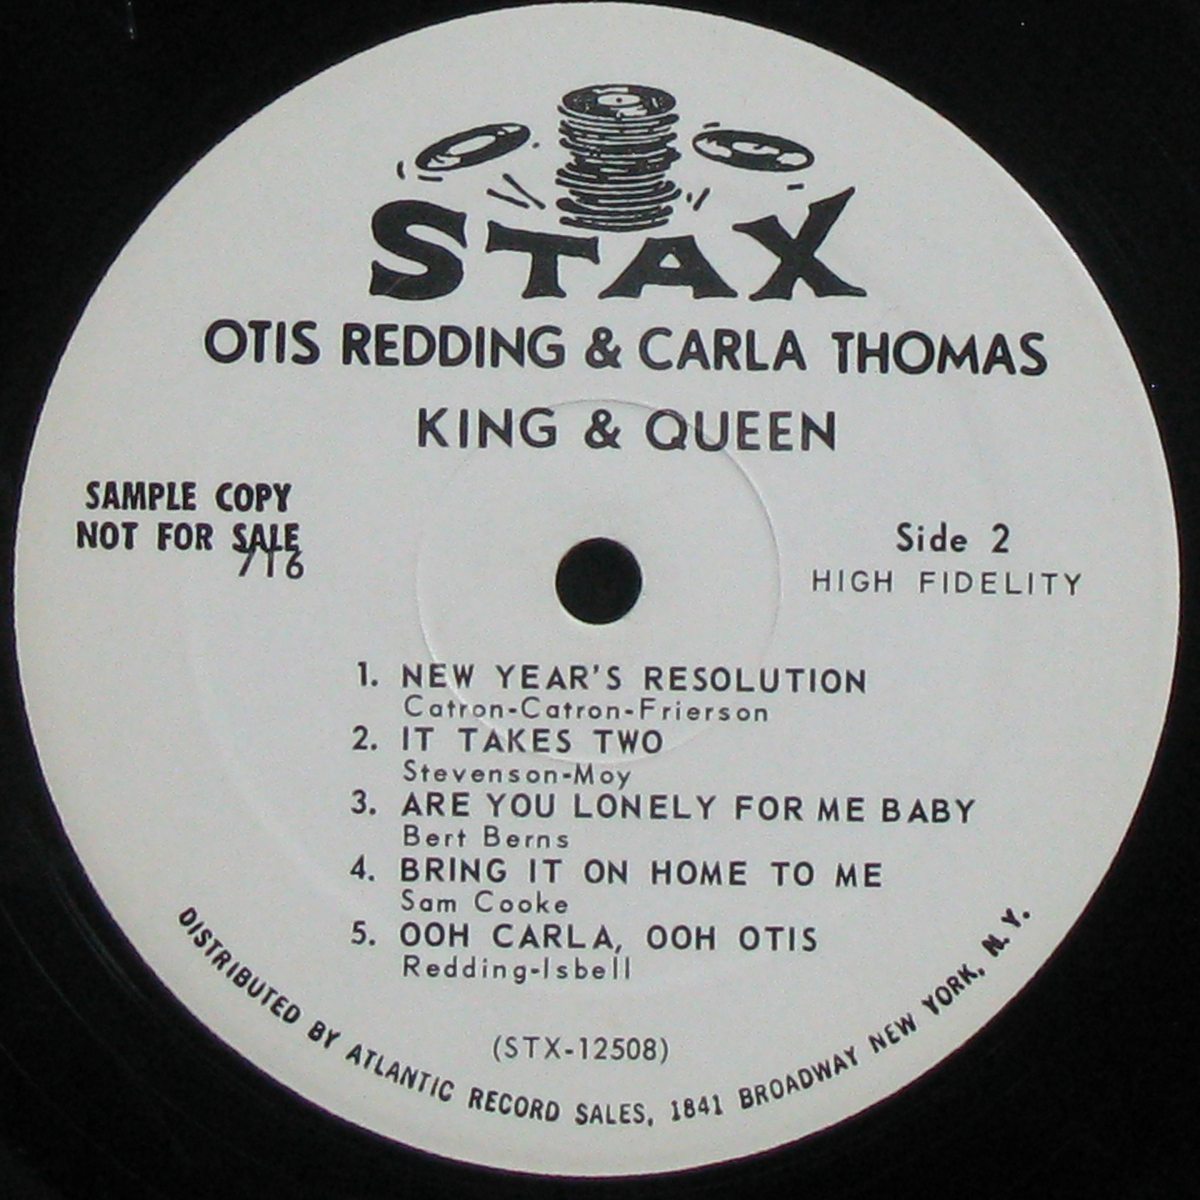 STAX
OTIS REDDING & CARLA THOMAS
KING & QUEEN
SAMPLE COPY
NOT FOR SALE
716
Side 2
HIGH FIDELITY
1. NEW YEAR'S RESOLUTION
Catron-Catron-Frierson
2. IT TAKES TWO
Stevenson-Moy
3. ARE YOU LONELY FOR ME BABY
Bert Berns
4. BRING IT ON HOME TO ME
Sam Cooke
5. OOH CARLA, OOH OTIS
Redding-Isbell
(STX-12508)
DISTRIBUTED BY ATLANTIC RECORD SALES, 1841 BROADWAY NEW YORK, N.Y.